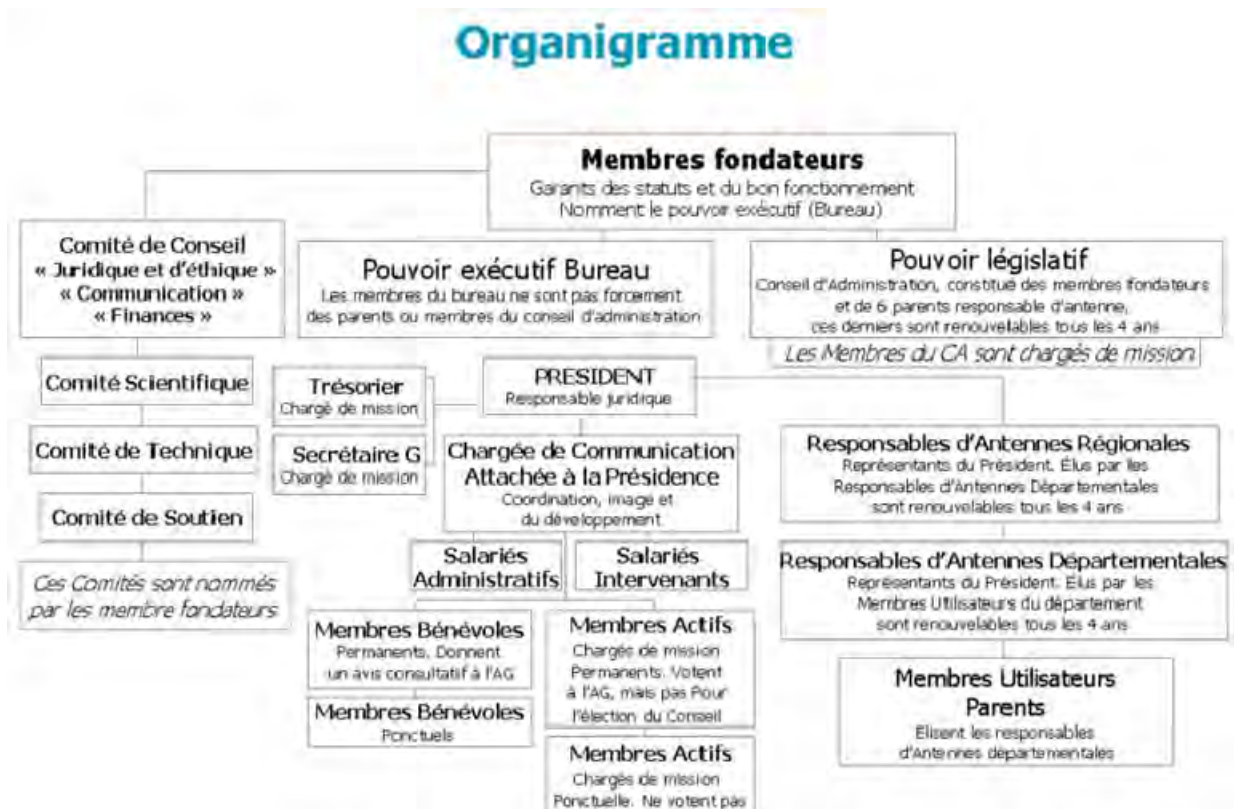 Organigramme
Membres fondateurs
Garants des statuts et du bon fonctionnement
Nomment le pouvoir exécutif (Bureau)
Comité de Conseil
« Juridique et d'éthique »
« Communication »
« Finances »
Pouvoir exécutif Bureau
Les membres du bureau ne sont pas forcement
des parents ou membres du conseil d'administration
Pouvoir législatif
Conseil d'Administration, constitué des membres fondateurs
et de 6 parents responsable d'antenne,
ces derniers sont renouvelables tous les 4 ans
Les Membres du CA sont chargés de mission
Comité Scientifique
Comité de Technique
Comité de Soutien
Ces Comités sont nommés
par les membre fondateurs
Trésorier
Chargé de mission
Secrétaire G
Chargé de mission
PRESIDENT
Responsable juridique
Chargée de Communication
Attachée à la Présidence
Coordination, image et
du développement
Salariés
Administratifs
Salariés
Intervenants
Membres Bénévoles
Permanents. Donnent
un avis consultatif à l'AG
Membres Bénévoles
Ponctuels
Membres Actifs
Chargés de mission
Permanents. Votent
à l'AG, mais pas Pour
l'élection du Conseil
Membres Actifs
Chargés de mission
Ponctuelle. Ne votent pas
Responsables d'Antennes Régionales
Représentants du Président. Élus par les
Responsables d'Antennes Départementales
sont renouvelables tous les 4 ans
Responsables d'Antennes Départementales
Représentants du Président. Élus par les
Membres Utilisateurs du département
sont renouvelables tous les 4 ans
Membres Utilisateurs
Parents
Elisent les responsables
d'Antennes départementales